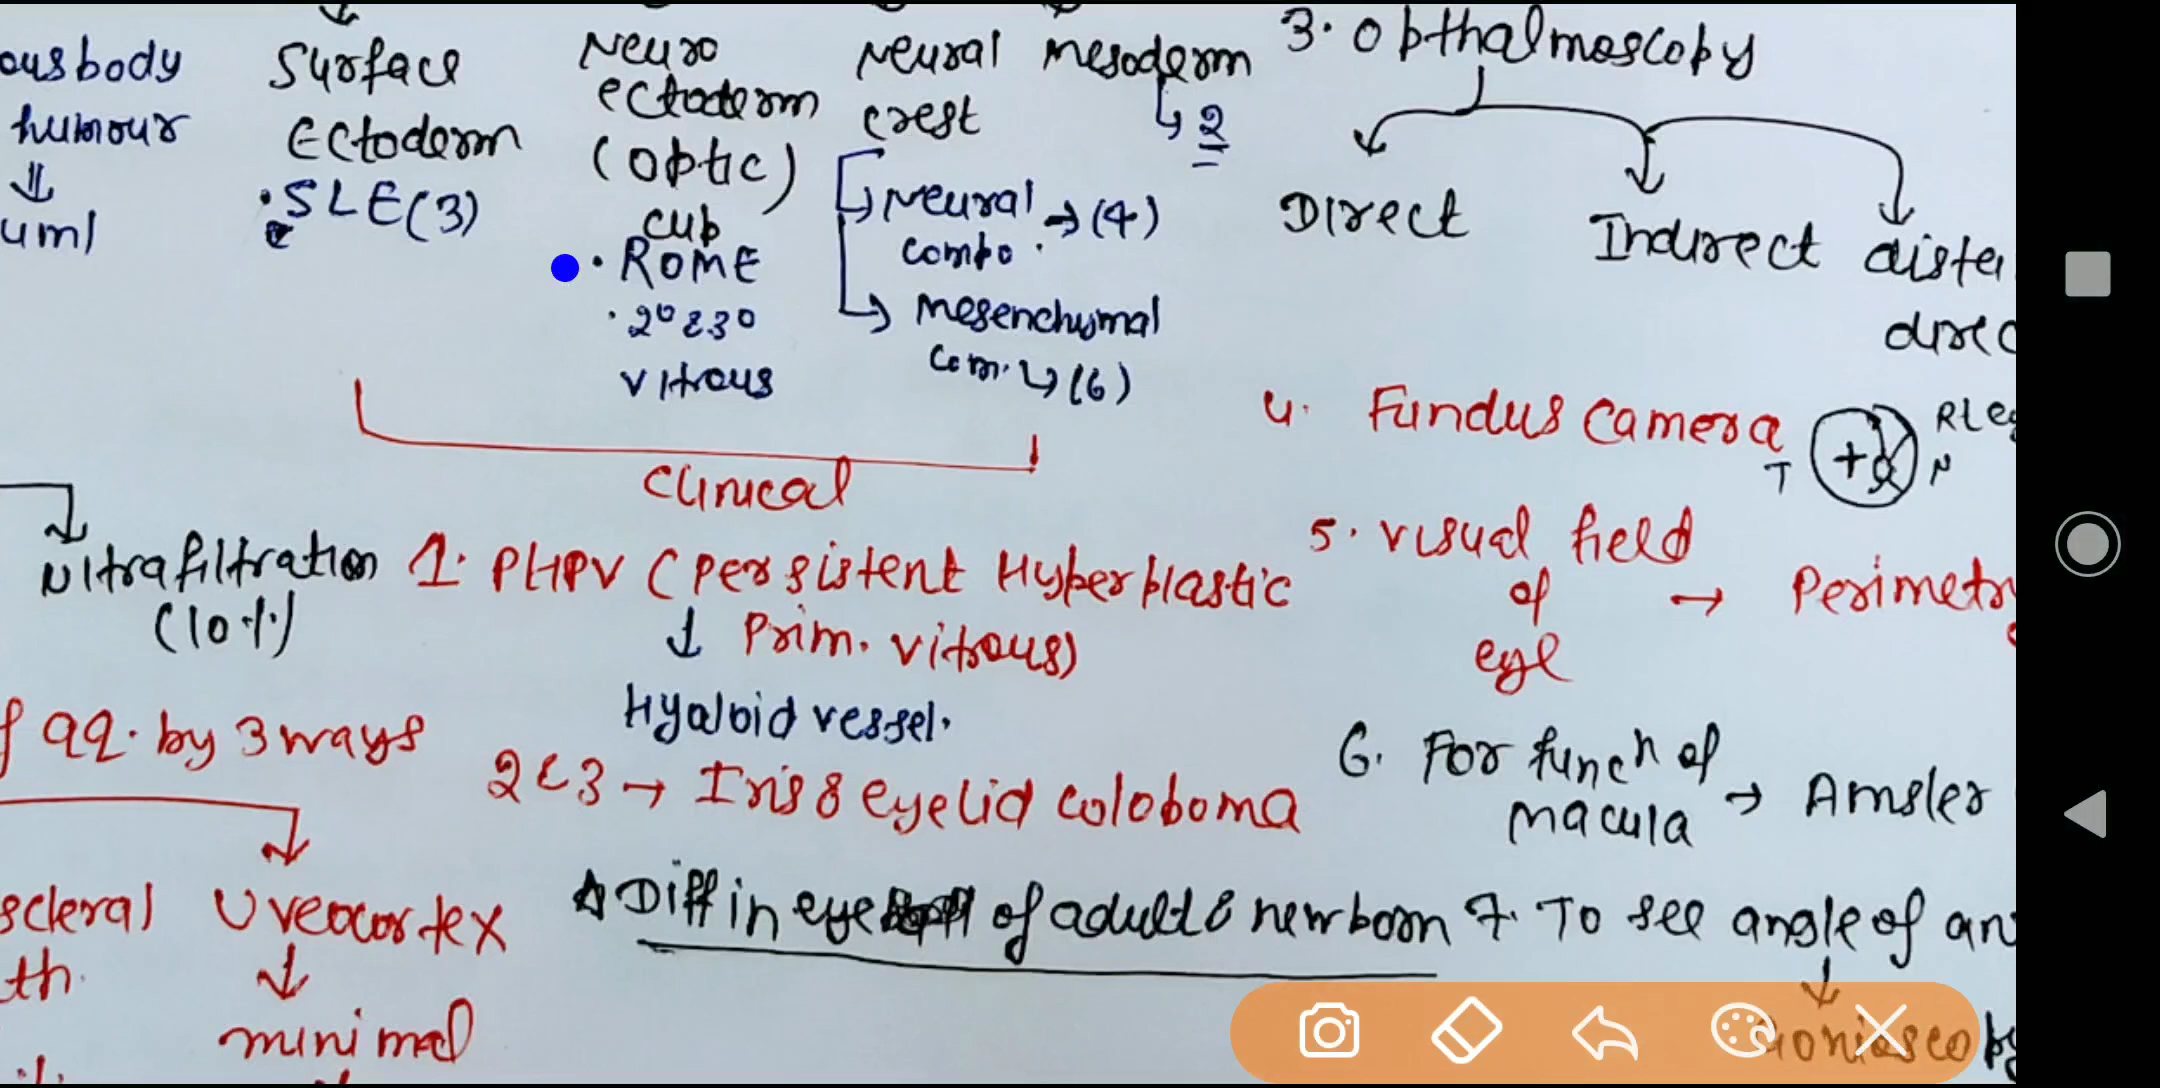 ous body
humour
uml
Surface
Ectoderm
• SLE (3)
Neuro
ectoderm
(optic)
cup
• ROME
• 2° & 3°
vitrous
Neural
crest
Neural → (4)
compo.
mesenchymal
com. → (6)
mesoderm
2
Clinical
1. PHPV (Persistent Hyperplastic
Prim. vitrous)
Hyaloid vessel.
2 & 3 → Iris & eyelid coloboma
Diff in eye of adult & newborn
Ultrafiltration
(10%)
f aq. by 3 ways
scleral
th.
Uveocortex
minimal
3. Opthalmoscopy
Direct
Indirect
direc
4. Fundus camera
T
+
N
5. visual field
of
eye
→ Perimetry
6. For funcn of
macula
→ Amsler
7. To see angle of an
Gonioscopy